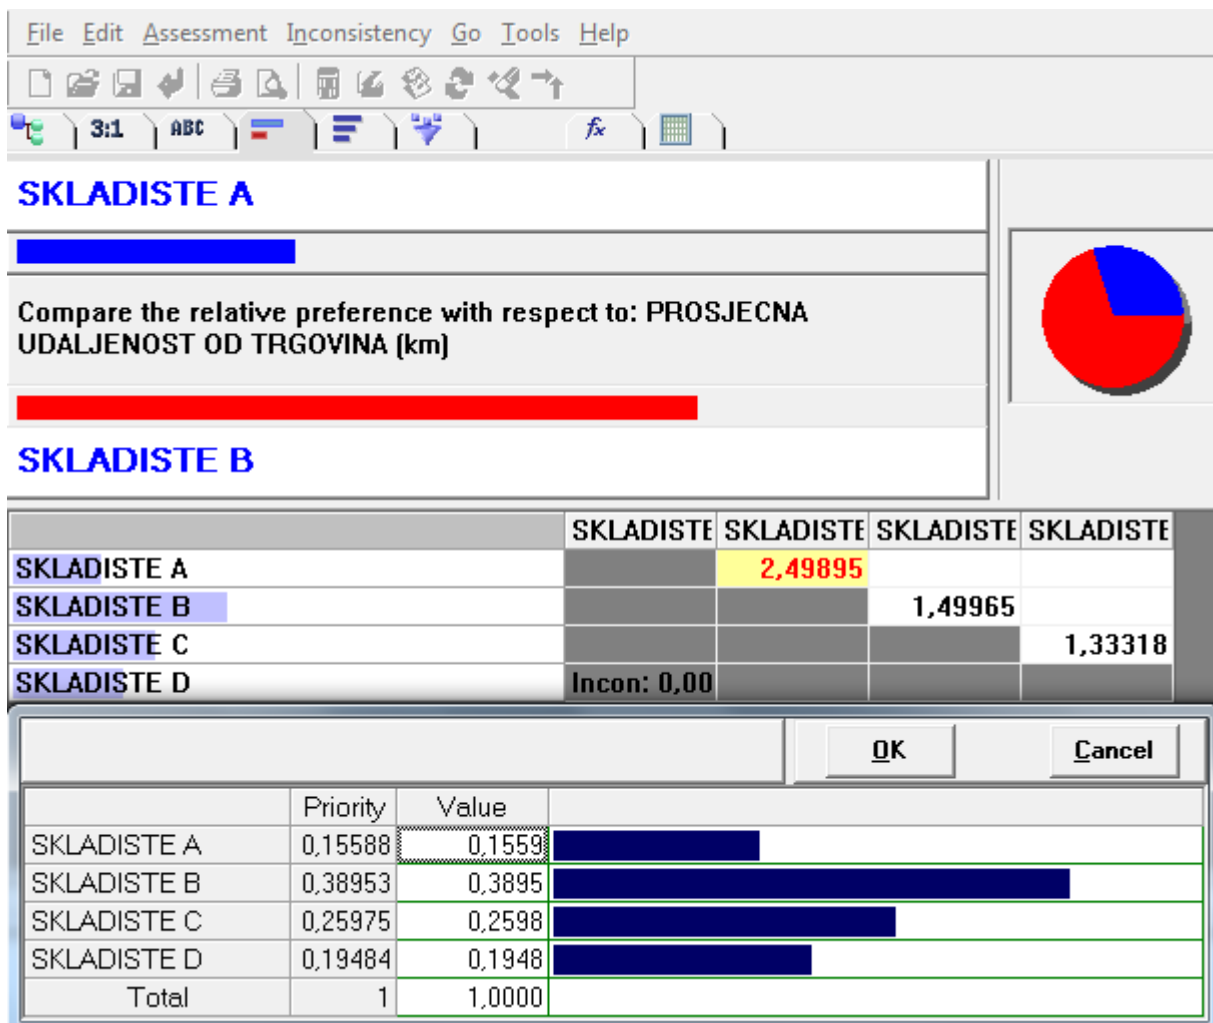 File Edit Assessment Inconsistency Go Tools Help
3:1 ABC fx
SKLADISTE A
Compare the relative preference with respect to: PROSJECNA
UDALJENOST OD TRGOVINA (km)
SKLADISTE B
SKLADISTE SKLADISTE SKLADISTE SKLADISTE
SKLADISTE A 2,49895
SKLADISTE B 1,49965
SKLADISTE C 1,33318
SKLADISTE D Incon: 0,00
OK Cancel
Priority Value
SKLADISTE A 0,15588 0,1559
SKLADISTE B 0,38953 0,3895
SKLADISTE C 0,25975 0,2598
SKLADISTE D 0,19484 0,1948
Total 1 1,0000